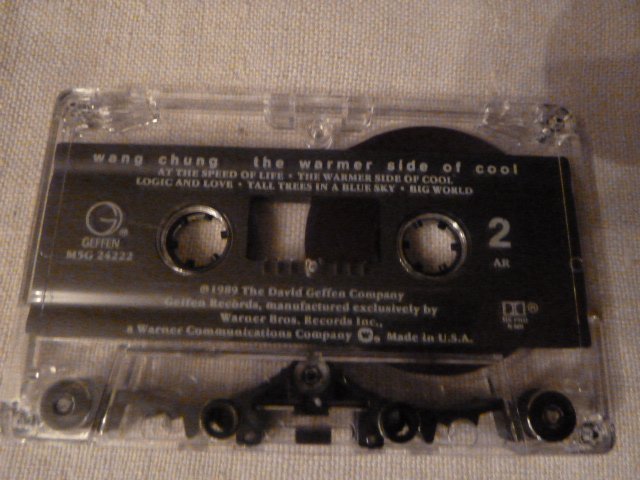 wang chung the warmer side of cool
AT THE SPEED OF LIFE • THE WARMER SIDE OF COOL
LOGIC AND LOVE • TALL TREES IN A BLUE SKY • BIG WORLD
G
®
GEFFEN
M5G 24222
2
AR
℗1989 The David Geffen Company
Geffen Records, manufactured exclusively by
Warner Bros. Records Inc.,
a Warner Communications Company ®. Made in U.S.A.
®